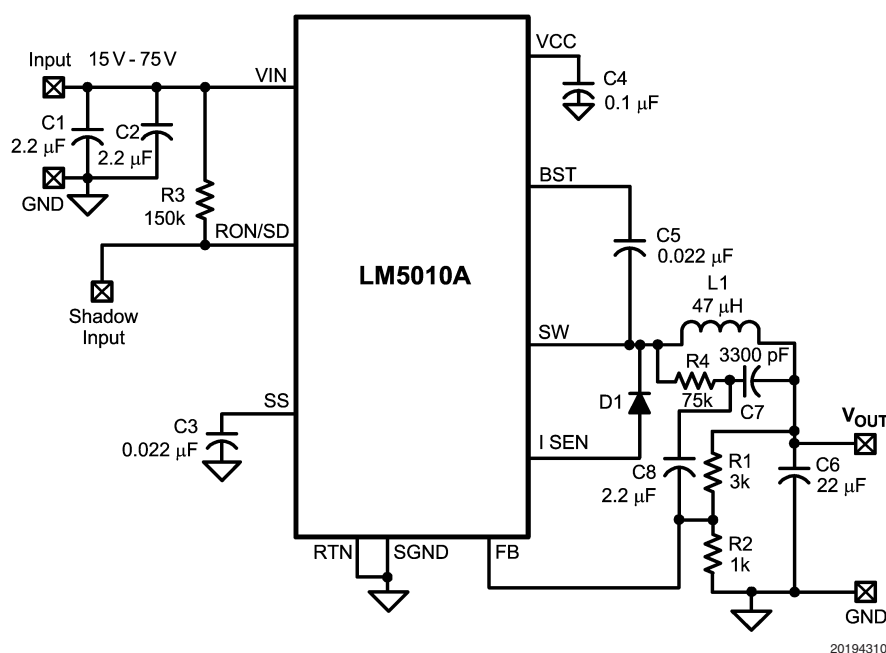 Input 15V - 75V
VIN
VCC
C4
0.1 μF
C1
2.2 μF
C2
2.2 μF
GND
R3
150k
BST
RON/SD
C5
0.022 μF
LM5010A
Shadow
Input
L1
47 μH
SW
R4
75k
3300 pF
C7
D1
SS
C3
0.022 μF
I SEN
VOUT
C8
2.2 μF
R1
3k
C6
22 μF
R2
1k
RTN
SGND
FB
GND
20194310